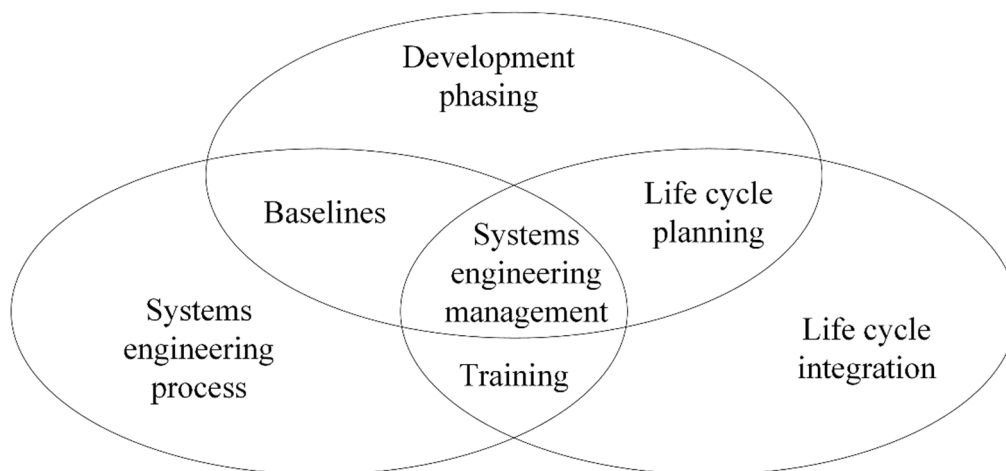 Development
phasing
Baselines
Life cycle
planning
Systems
engineering
management
Systems
engineering
process
Life cycle
integration
Training